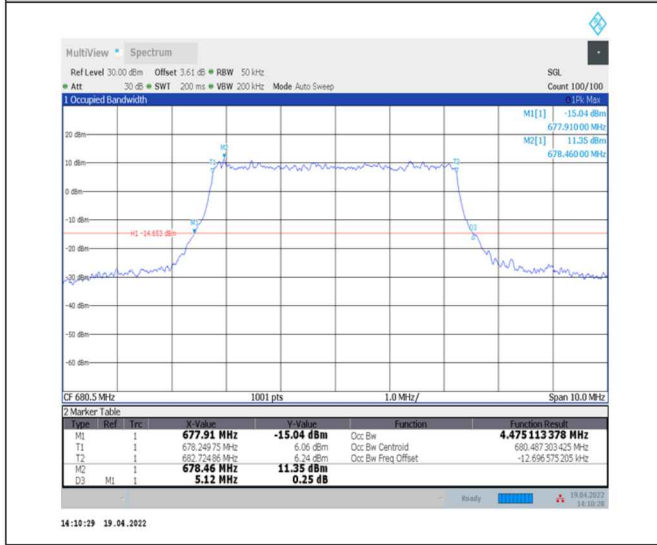 MultiView Spectrum
Ref Level 30.00 dBm Offset 3.61 dB RBW 50 kHz SGL
Att 30 dB SWT 200 ms VBW 200 kHz Mode Auto Sweep Count 100/100
1 Occupied Bandwidth 1Pk Max
M1[1] -15.04 dBm
677.91000 MHz
M2[1] 11.35 dBm
678.46000 MHz
20 dBm
M2
10 dBm
0 dBm
-10 dBm
M1
H1 -14.653 dBm
D3
-20 dBm
-30 dBm
-40 dBm
-50 dBm
-60 dBm
CF 680.5 MHz 1001 pts 1.0 MHz/ Span 10.0 MHz
2 Marker Table
Type Ref Trc X-Value Y-Value Function Function Result
M1 1 677.91 MHz -15.04 dBm Occ Bw 4.475113378 MHz
T1 1 678.24975 MHz 6.06 dBm Occ Bw Centroid 680.487303425 MHz
T2 1 682.72486 MHz 6.24 dBm Occ Bw Freq Offset -12.696575205 kHz
M2 1 678.46 MHz 11.35 dBm
D3 M1 1 5.12 MHz 0.25 dB
Ready 19.04.2022
14:10:28
14:10:29 19.04.2022